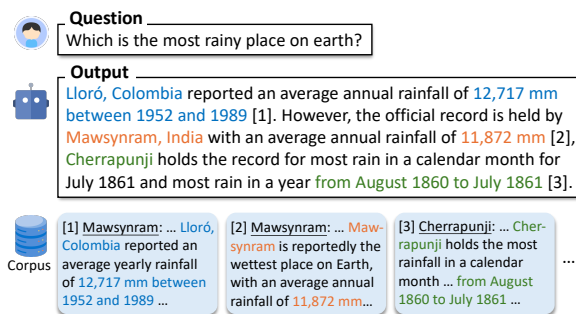 Question
Which is the most rainy place on earth?
Output
Lloró, Colombia reported an average annual rainfall of 12,717 mm
between 1952 and 1989 [1]. However, the official record is held by
Mawsynram, India with an average annual rainfall of 11,872 mm [2],
Cherrapunji holds the record for most rain in a calendar month for
July 1861 and most rain in a year from August 1860 to July 1861 [3].
Corpus
[1] Mawsynram: ... Lloró,
Colombia reported an
average yearly rainfall
of 12,717 mm between
1952 and 1989 ...
[2] Mawsynram: ... Maw-
synram is reportedly the
wettest place on Earth,
with an average annual
rainfall of 11,872 mm...
[3] Cherrapunji: ... Cher-
rapunji holds the most
rainfall in a calendar
month ... from August
1860 to July 1861 ...
...